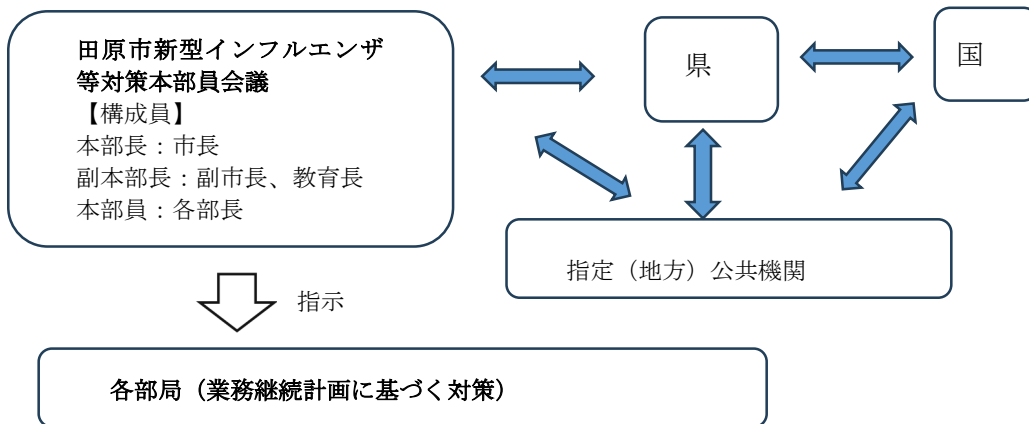 田原市新型インフルエンザ
等対策本部員会議
【構成員】
本部長：市長
副本部長：副市長、教育長
本部員：各部長
県
国
指定（地方）公共機関
指示
各部局（業務継続計画に基づく対策）